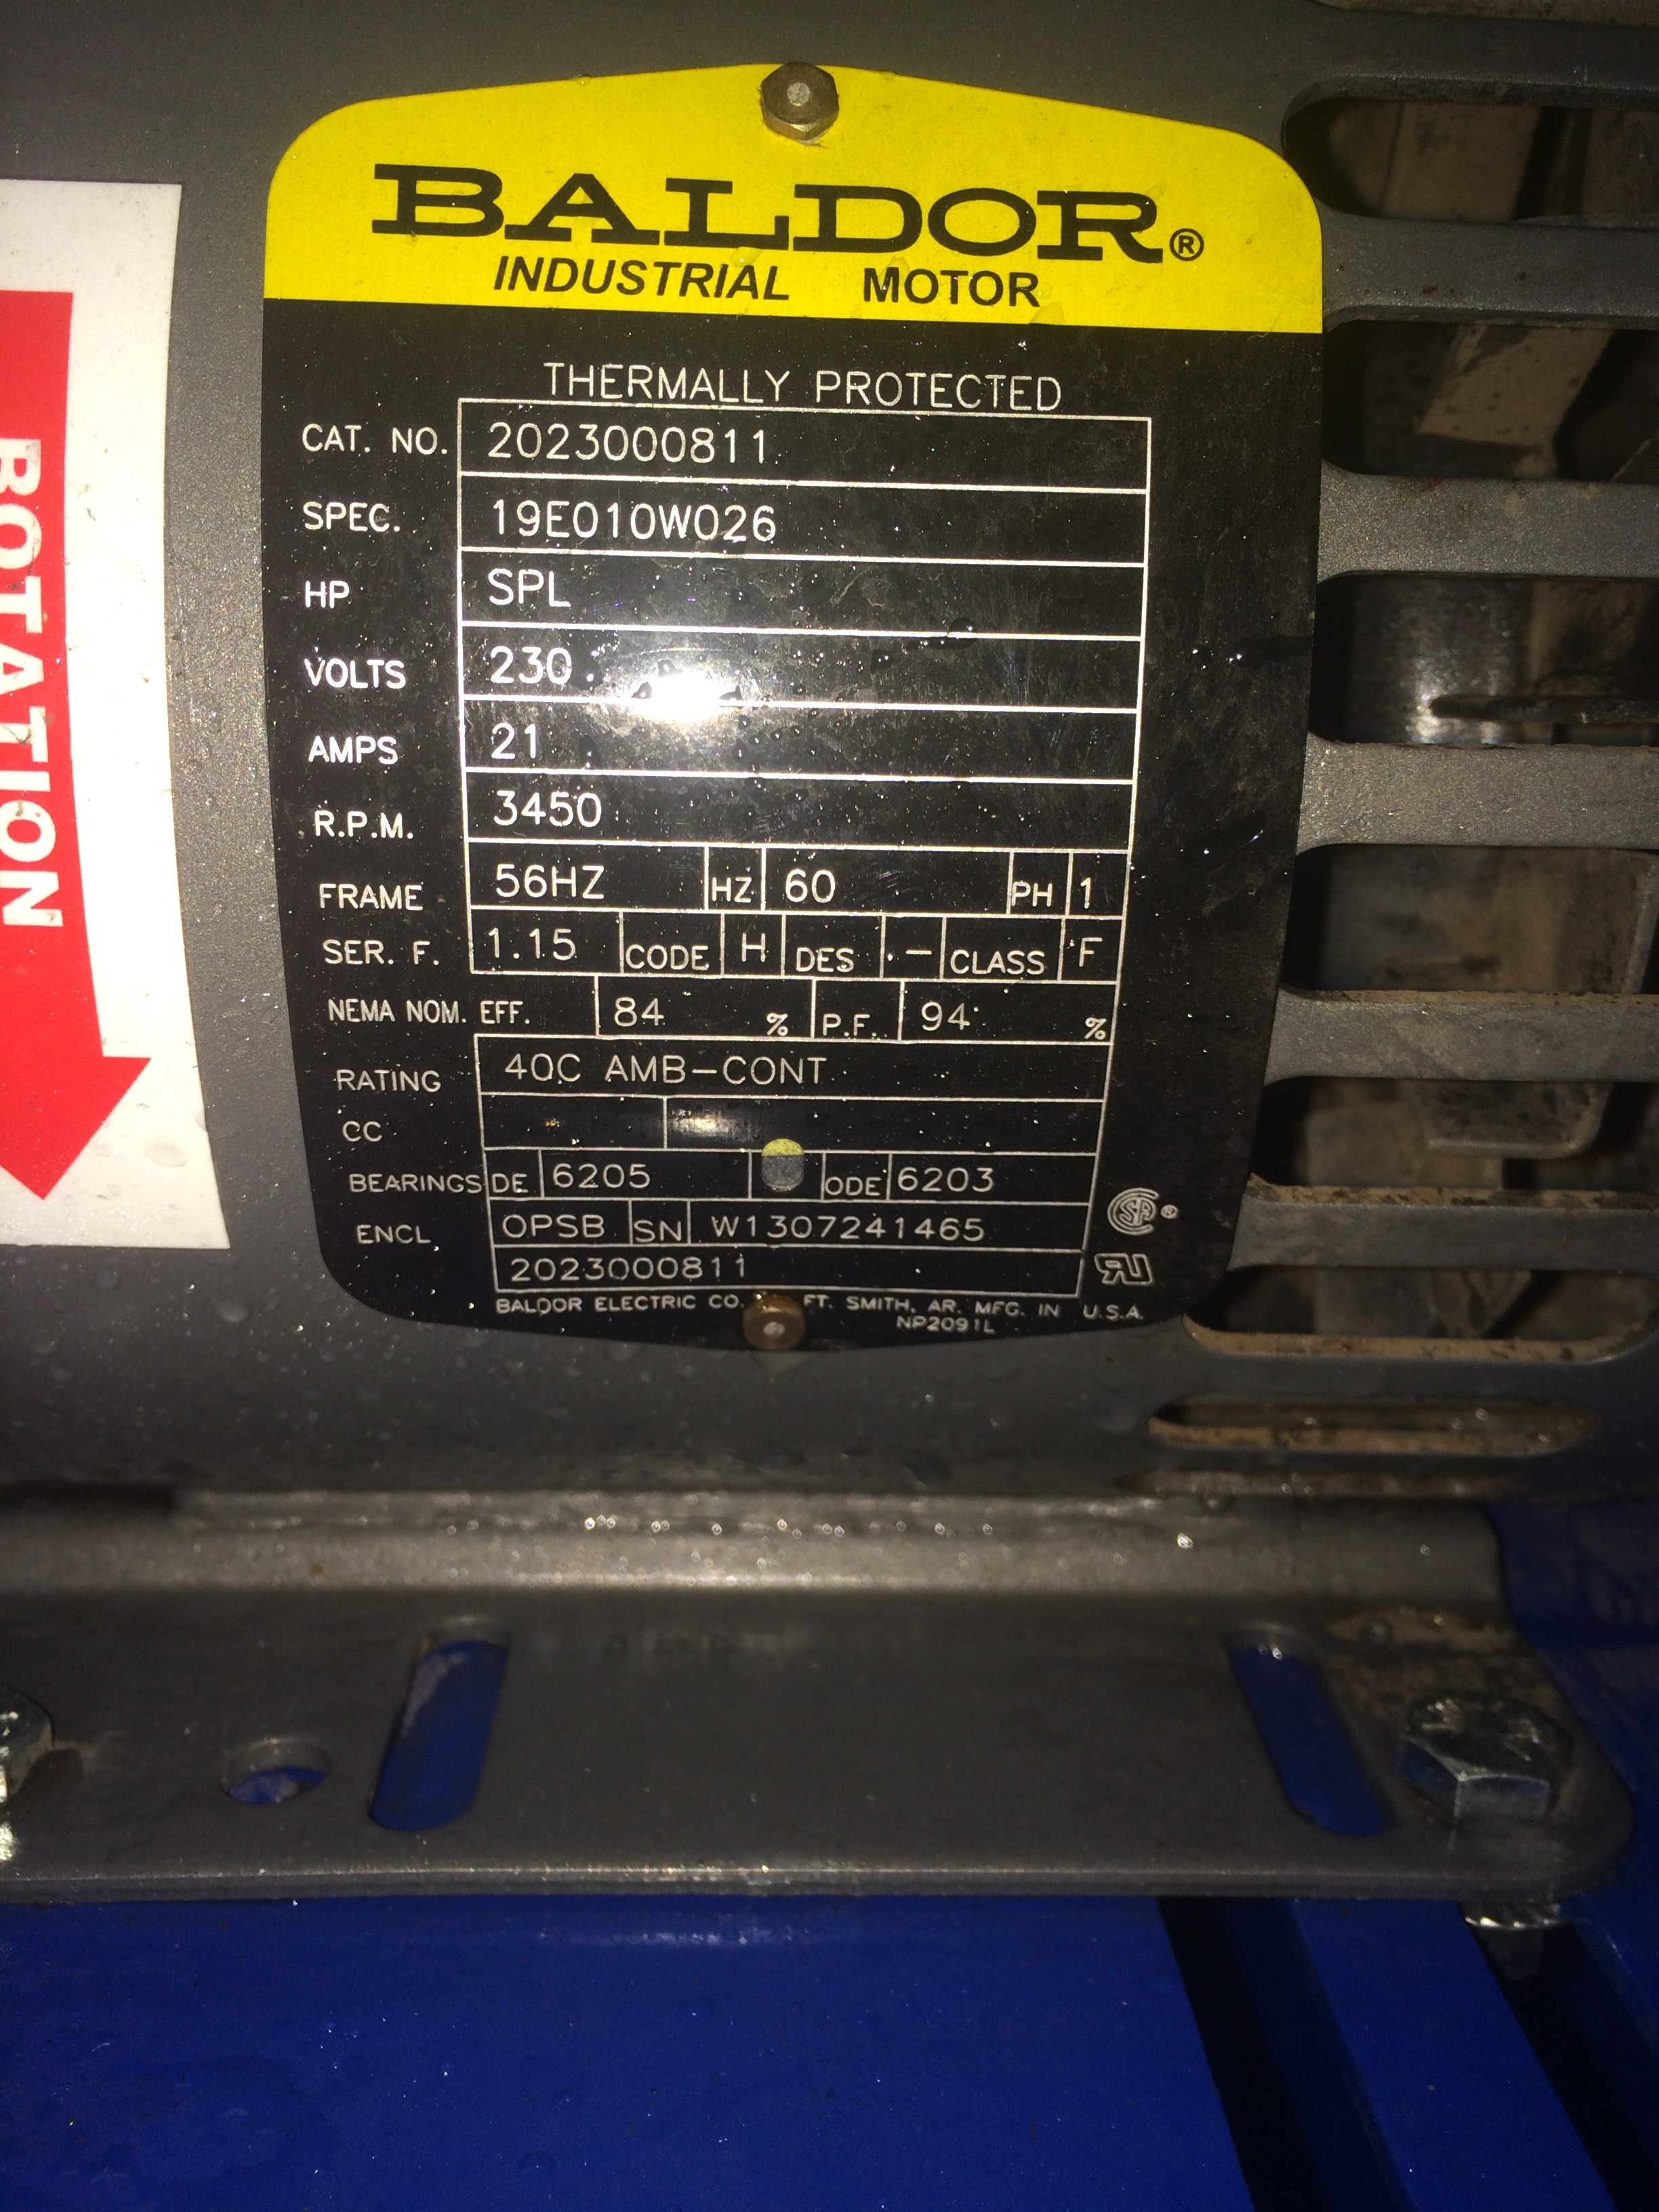 BALDOR®
INDUSTRIAL MOTOR
THERMALLY PROTECTED
CAT. NO. 2023000811
SPEC. 19E010W026
HP SPL
VOLTS 230
AMPS 21
R.P.M. 3450
FRAME 56HZ HZ 60 PH 1
SER. F. 1.15 CODE H DES - CLASS F
NEMA NOM. EFF. 84 % P.F. 94 %
RATING 40C AMB-CONT
CC
BEARINGS DE 6205 ODE 6203
ENCL OPSB SN W1307241465
2023000811
BALDOR ELECTRIC CO. FT. SMITH, AR. MFG. IN U.S.A.
NP2091L
ROTATION